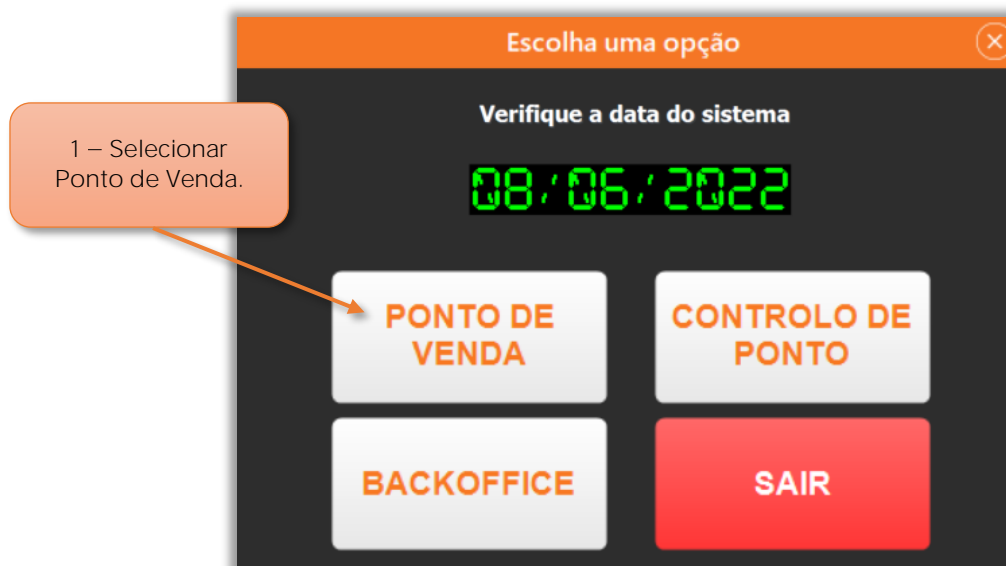 Escolha uma opção
Verifique a data do sistema
1 – Selecionar
Ponto de Venda.
08/06/2022
PONTO DE
VENDA
CONTROLO DE
PONTO
BACKOFFICE
SAIR